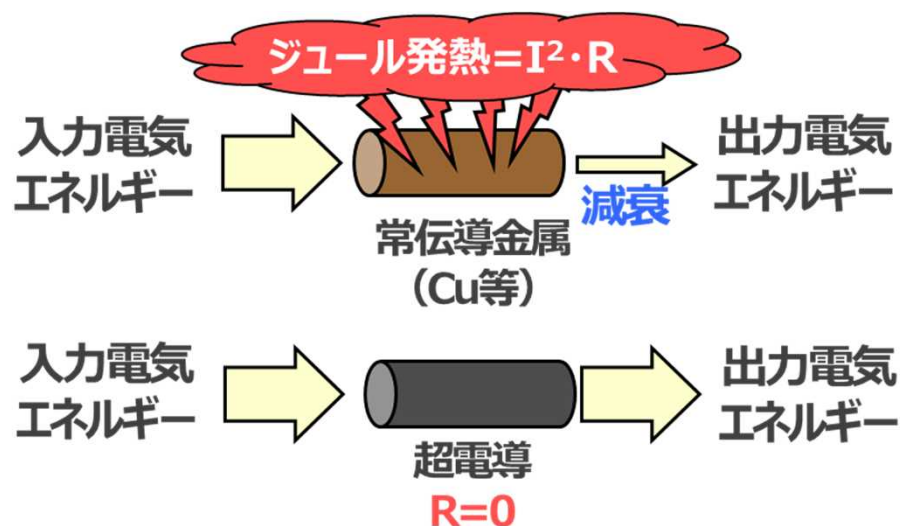 ジュール発熱=I²・R
入力電気
エネルギー
出力電気
エネルギー
減衰
常伝導金属
（Cu等）
入力電気
エネルギー
出力電気
エネルギー
超電導
R=0